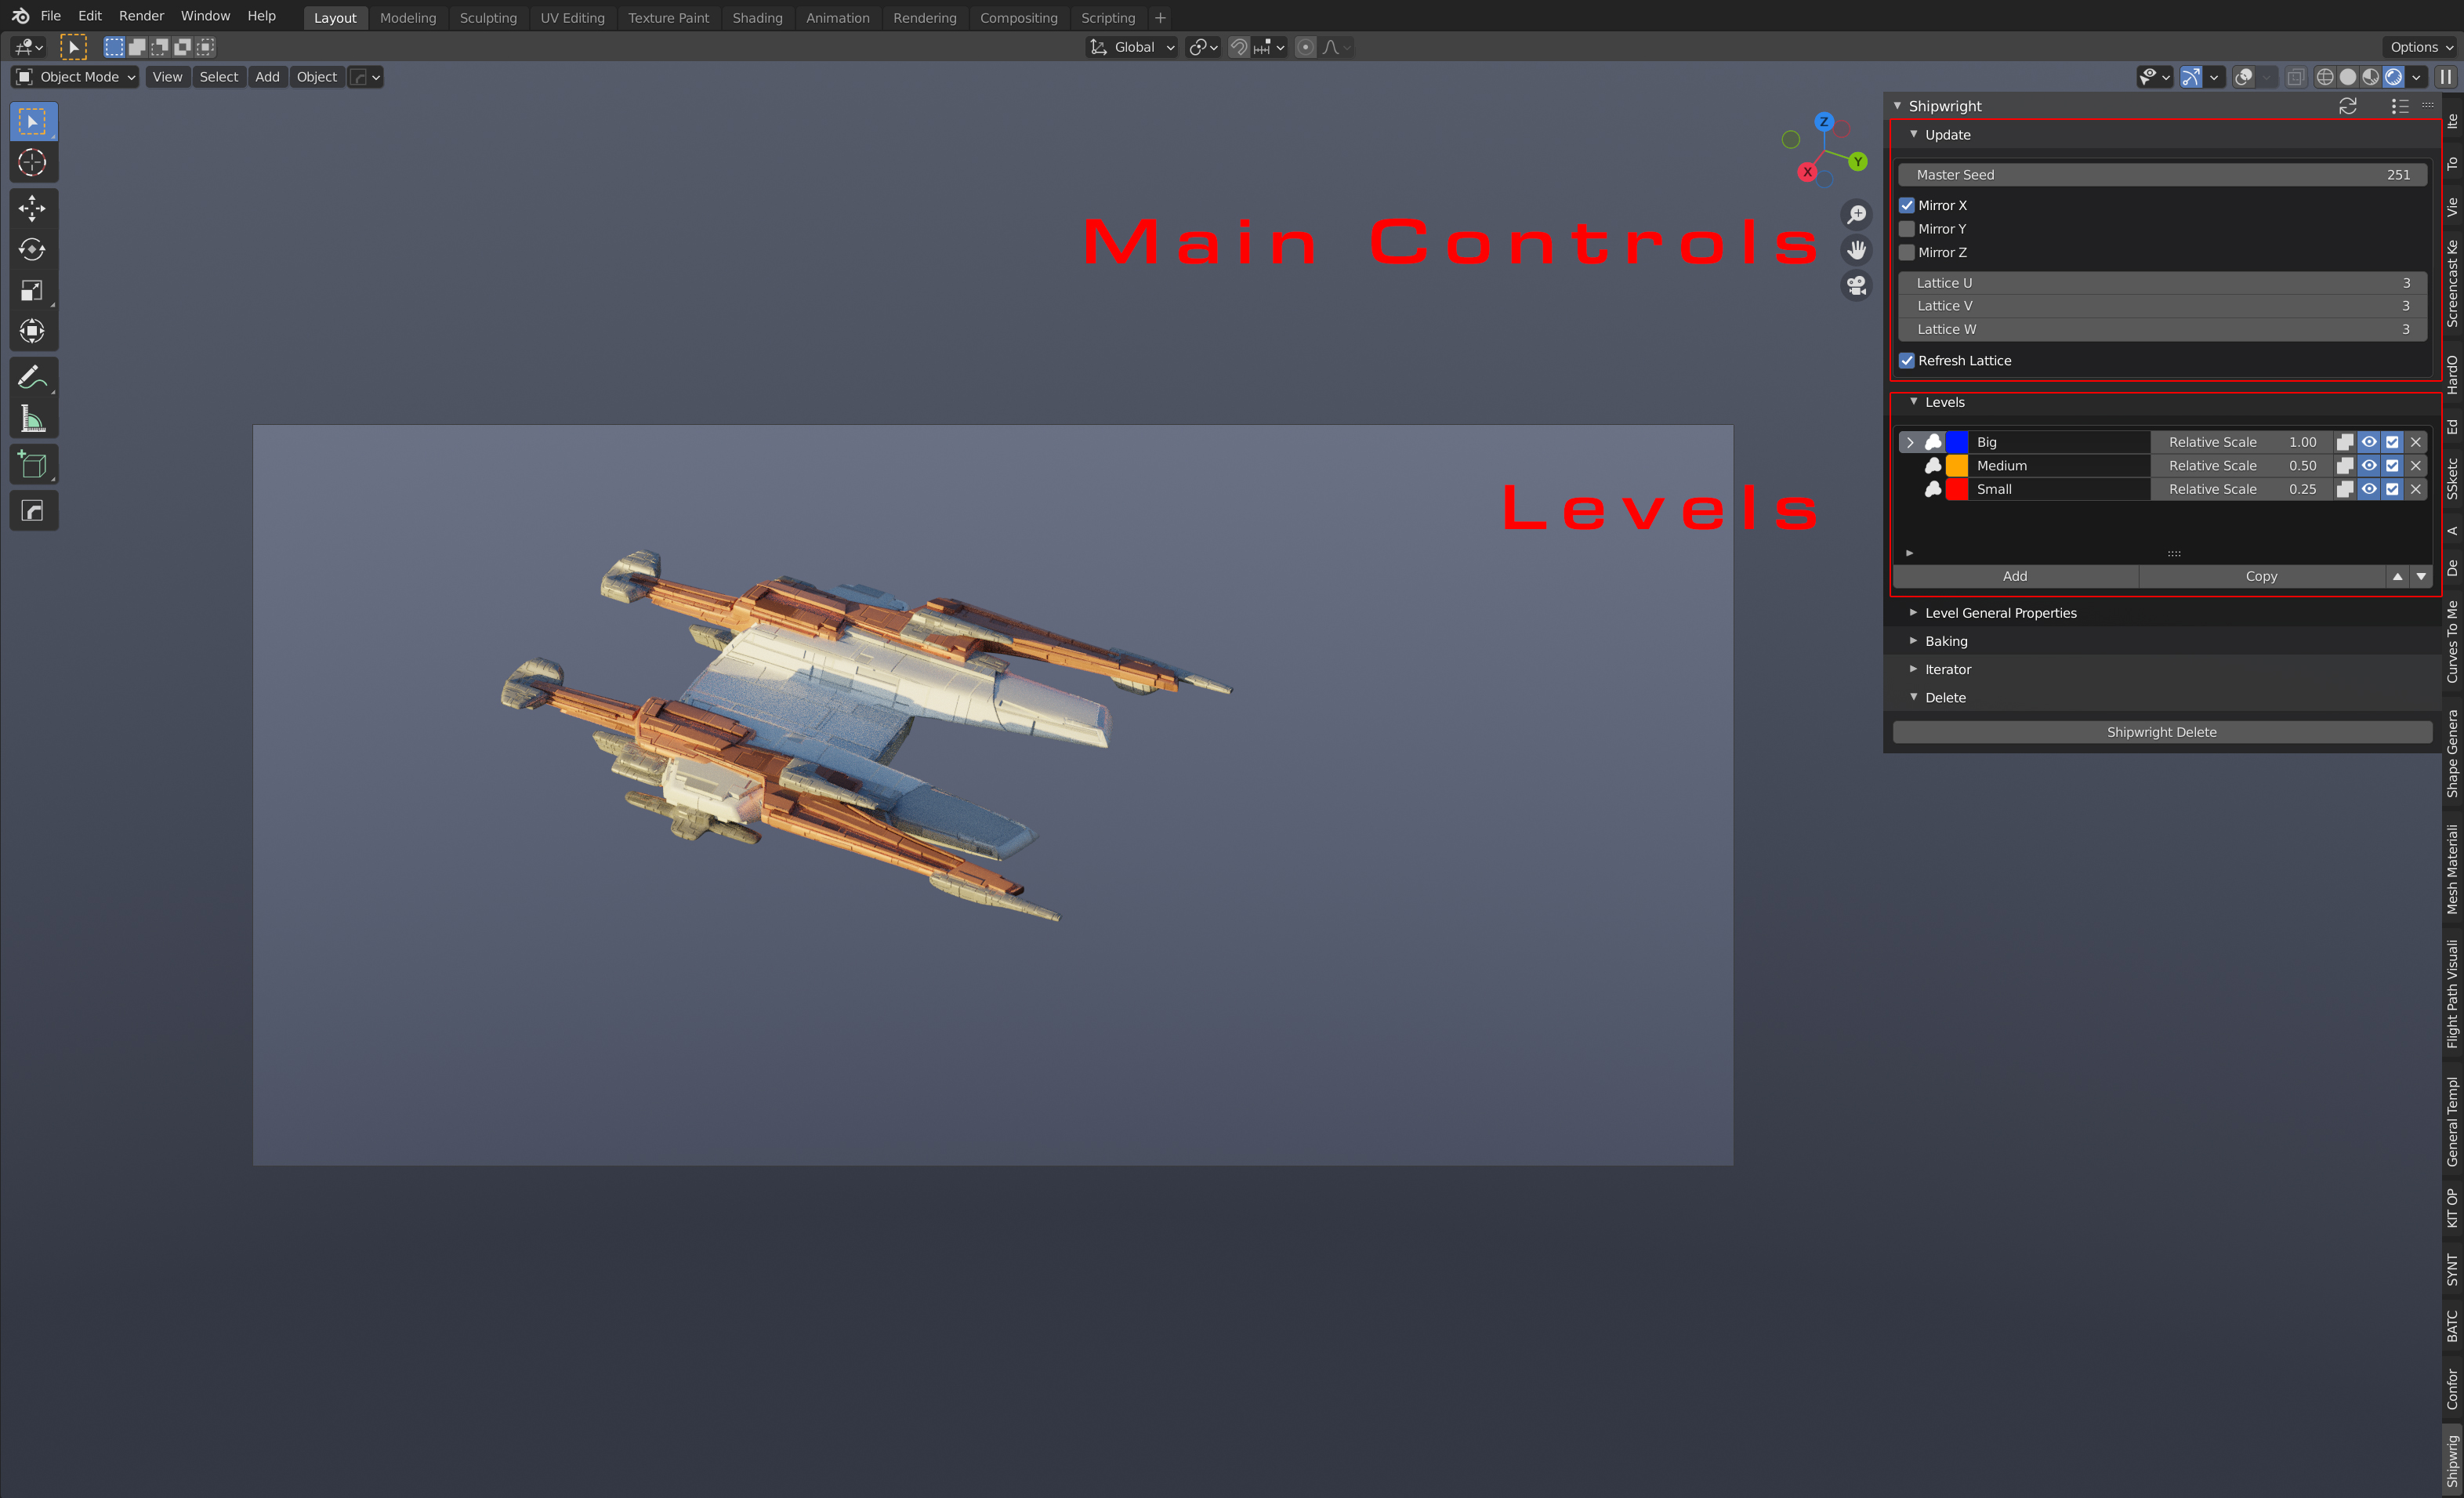 File Edit Render Window Help Layout Modeling Sculpting UV Editing Texture Paint Shading Animation Rendering Compositing Scripting +
Global Options
Object Mode View Select Add Object
Shipwright
Update
Master Seed 251
Mirror X
Mirror Y
Mirror Z
Lattice U 3
Lattice V 3
Lattice W 3
Refresh Lattice
Levels
Big Relative Scale 1.00
Medium Relative Scale 0.50
Small Relative Scale 0.25
Add Copy
Level General Properties
Baking
Iterator
Delete
Shipwright Delete
Z
Y
X
Main Controls
Levels
Ite
To
Vie
Screencast Ke
HardO
Ed
SSketc
A
De
Curves To Me
Shape Genera
Mesh Materiali
Flight Path Visuali
General Templ
KIT OP
SYNT
BATC
Confor
Shipwrig